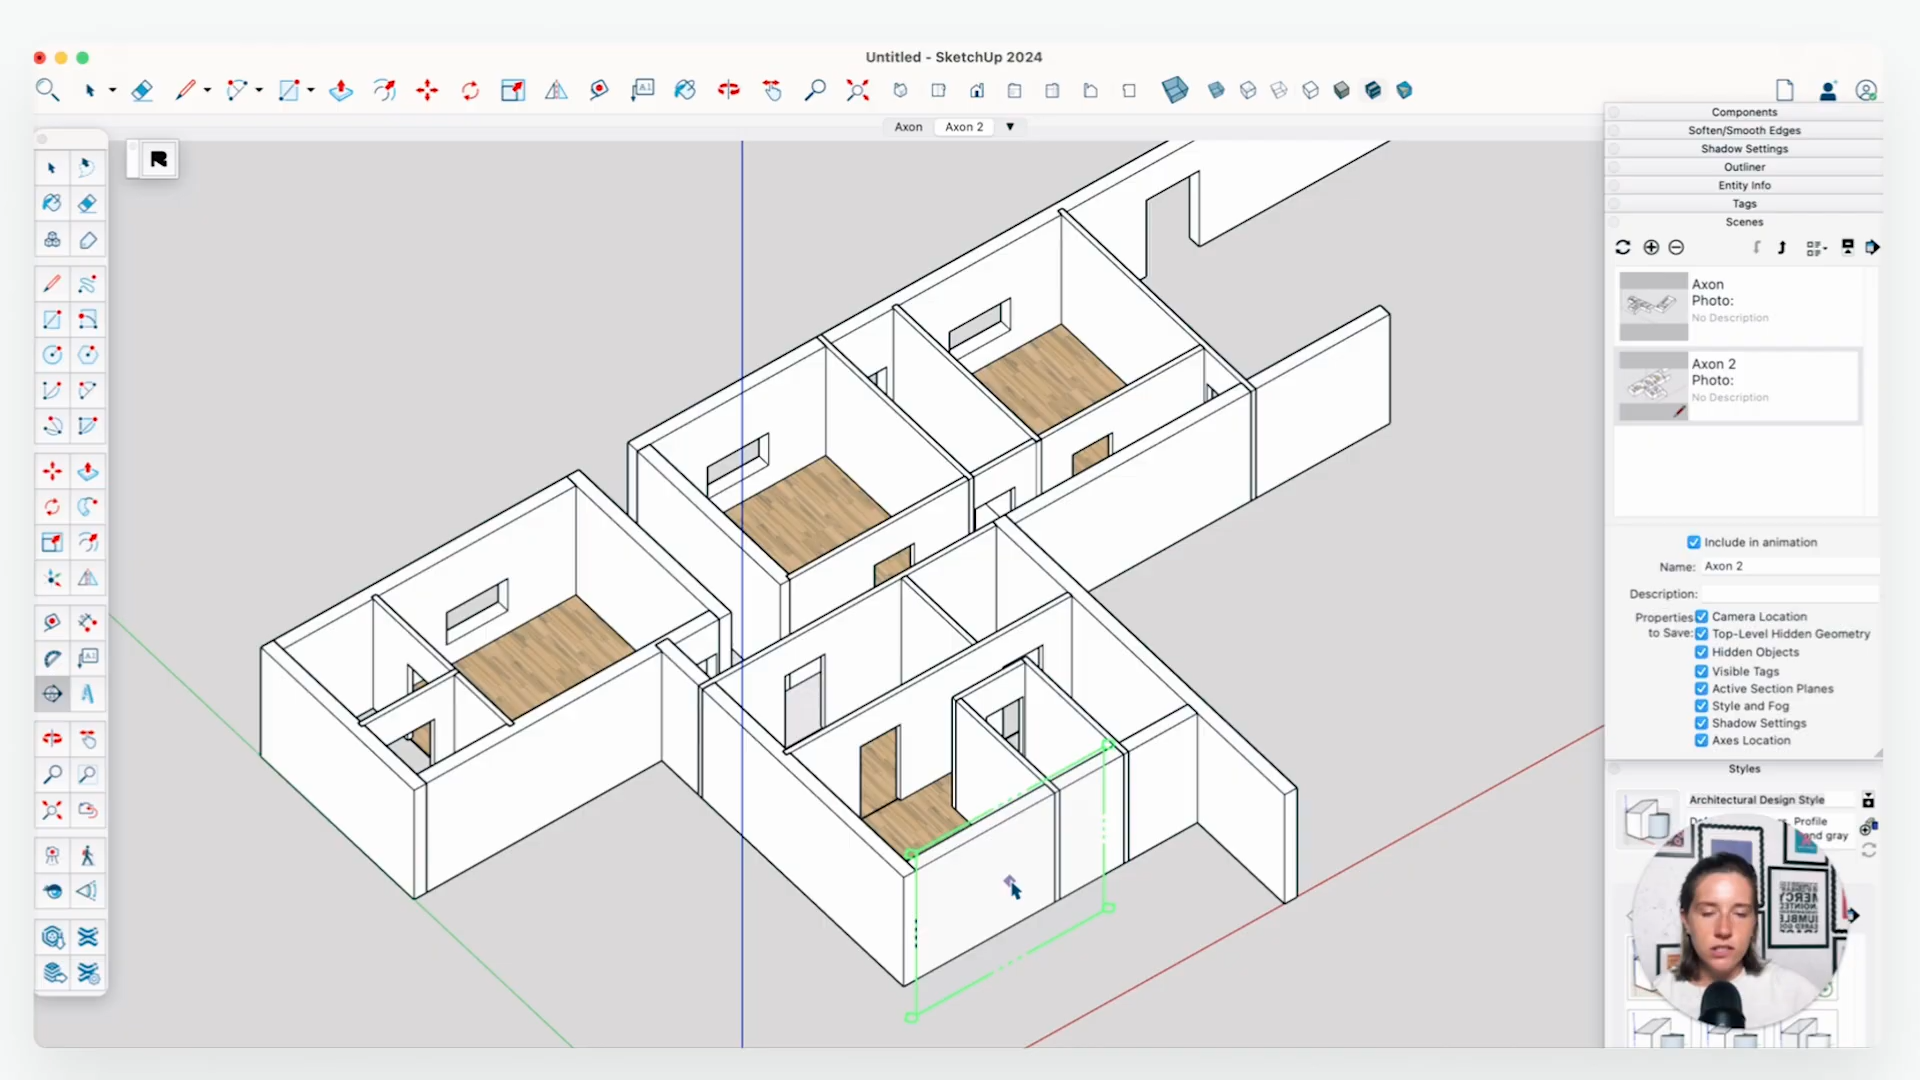 Untitled - SketchUp 2024
Axon
Axon 2
Components
Soften/Smooth Edges
Shadow Settings
Outliner
Entity Info
Tags
Scenes
Axon
Photo:
No Description
Axon 2
Photo:
No Description
Include in animation
Name: Axon 2
Description:
Properties to Save:
Camera Location
Top-Level Hidden Geometry
Hidden Objects
Visible Tags
Active Section Planes
Style and Fog
Shadow Settings
Axes Location
Styles
Architectural Design Style
Profile
and gray